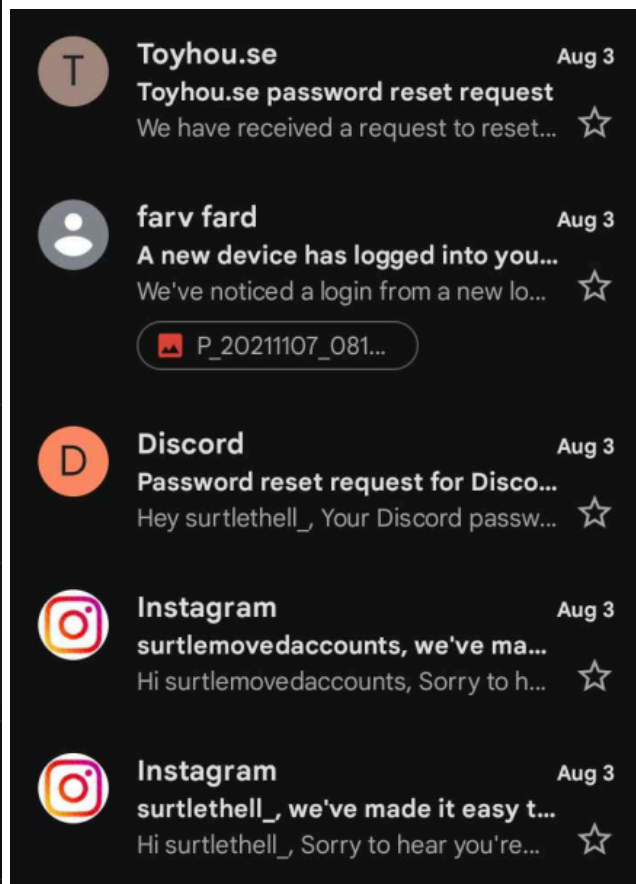 T
Toyhou.se
Aug 3
Toyhou.se password reset request
We have received a request to reset...
farv fard
Aug 3
A new device has logged into you...
We've noticed a login from a new lo...
P_20211107_081...
D
Discord
Aug 3
Password reset request for Disco...
Hey surtlethell_, Your Discord passw...
Instagram
Aug 3
surtlemovedaccounts, we've ma...
Hi surtlemovedaccounts, Sorry to h...
Instagram
Aug 3
surtlethell_, we've made it easy t...
Hi surtlethell_, Sorry to hear you're...